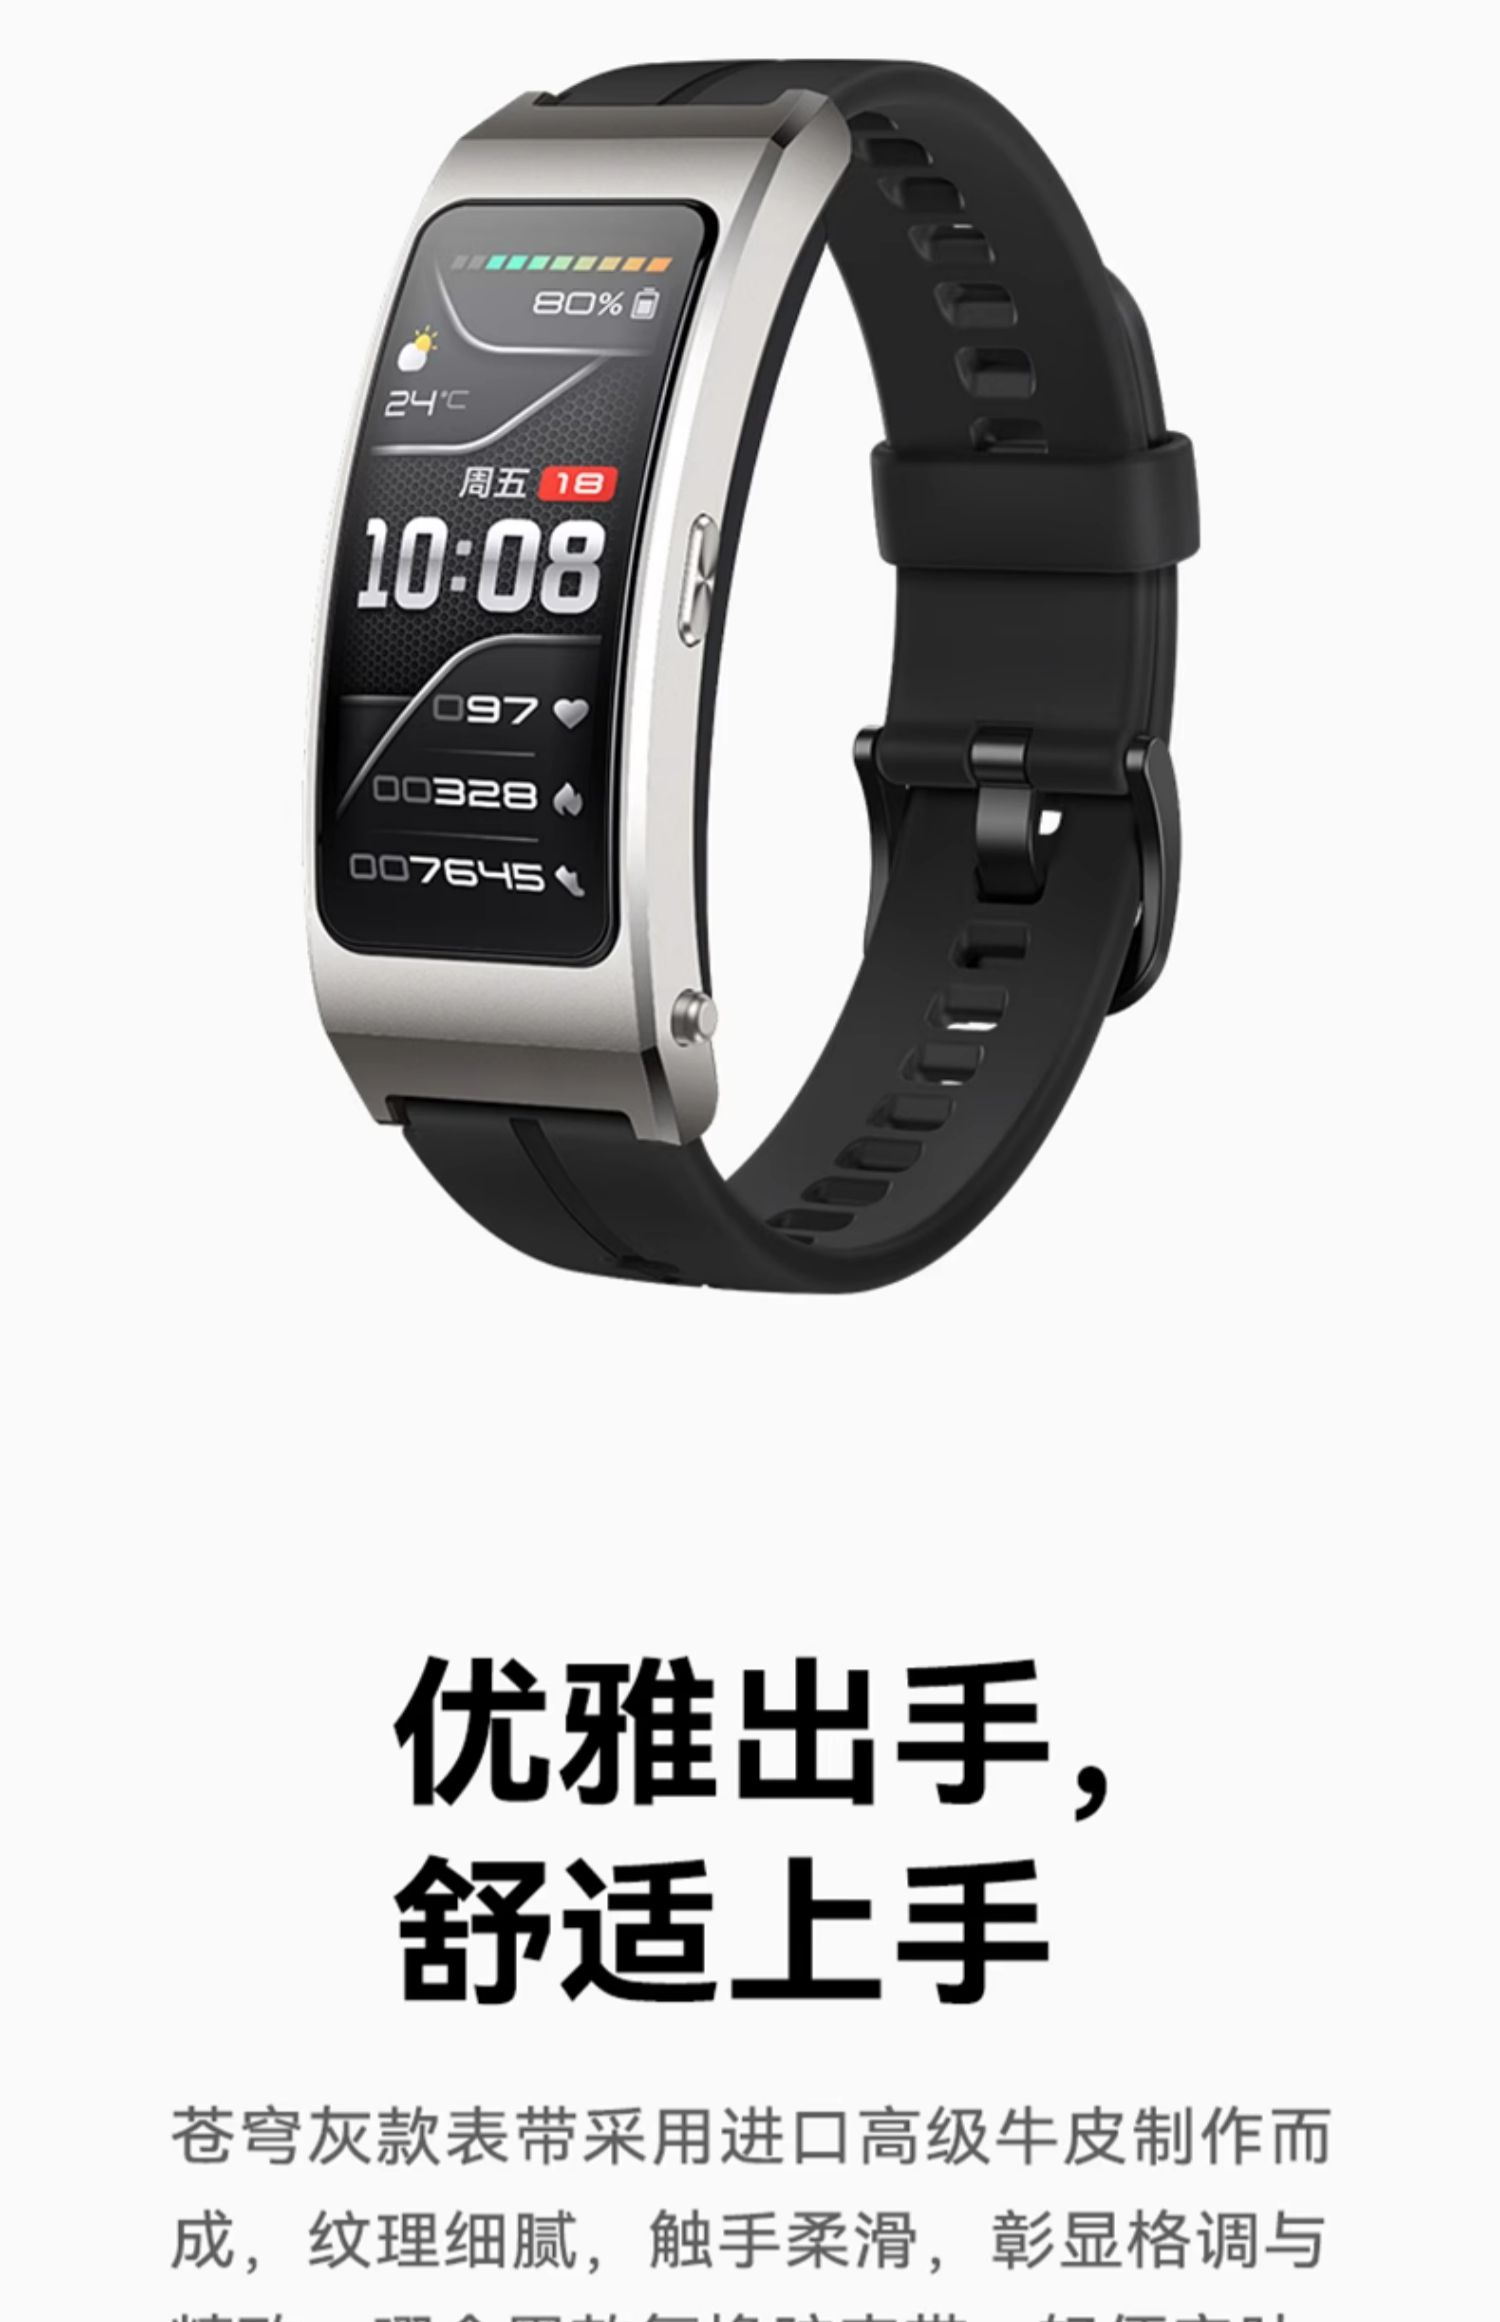 80%
24°C
周五 18
10:08
097
00328
007645
优雅出手，
舒适上手
苍穹灰款表带采用进口高级牛皮制作而
成，纹理细腻，触手柔滑，彰显格调与